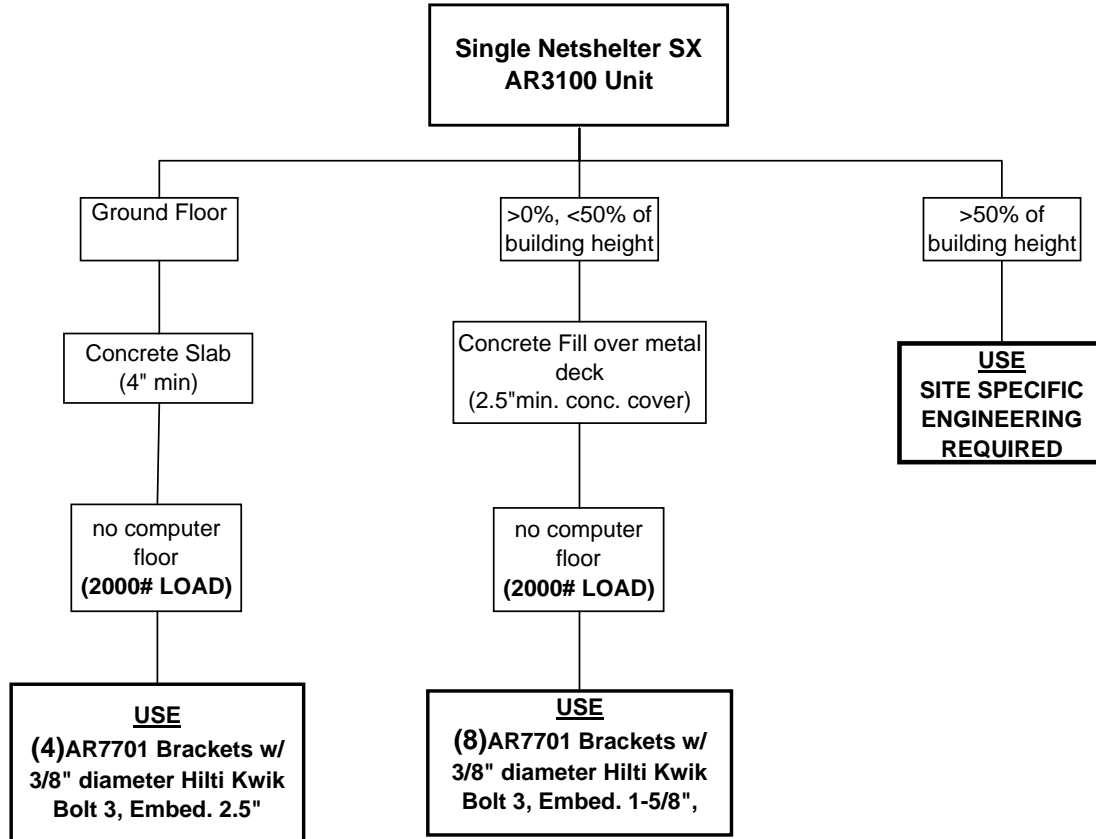 Single Netshelter SX
AR3100 Unit
Ground Floor
>0%, <50% of
building height
>50% of
building height
Concrete Slab
(4" min)
Concrete Fill over metal
deck
(2.5"min. conc. cover)
USE
SITE SPECIFIC
ENGINEERING
REQUIRED
no computer
floor
(2000# LOAD)
no computer
floor
(2000# LOAD)
USE
(4)AR7701 Brackets w/
3/8" diameter Hilti Kwik
Bolt 3, Embed. 2.5"
USE
(8)AR7701 Brackets w/
3/8" diameter Hilti Kwik
Bolt 3, Embed. 1-5/8",